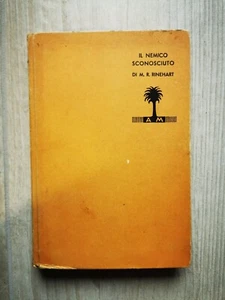 IL NEMICO
SCONOSCIUTO
DI M. R. RINEHART
A M